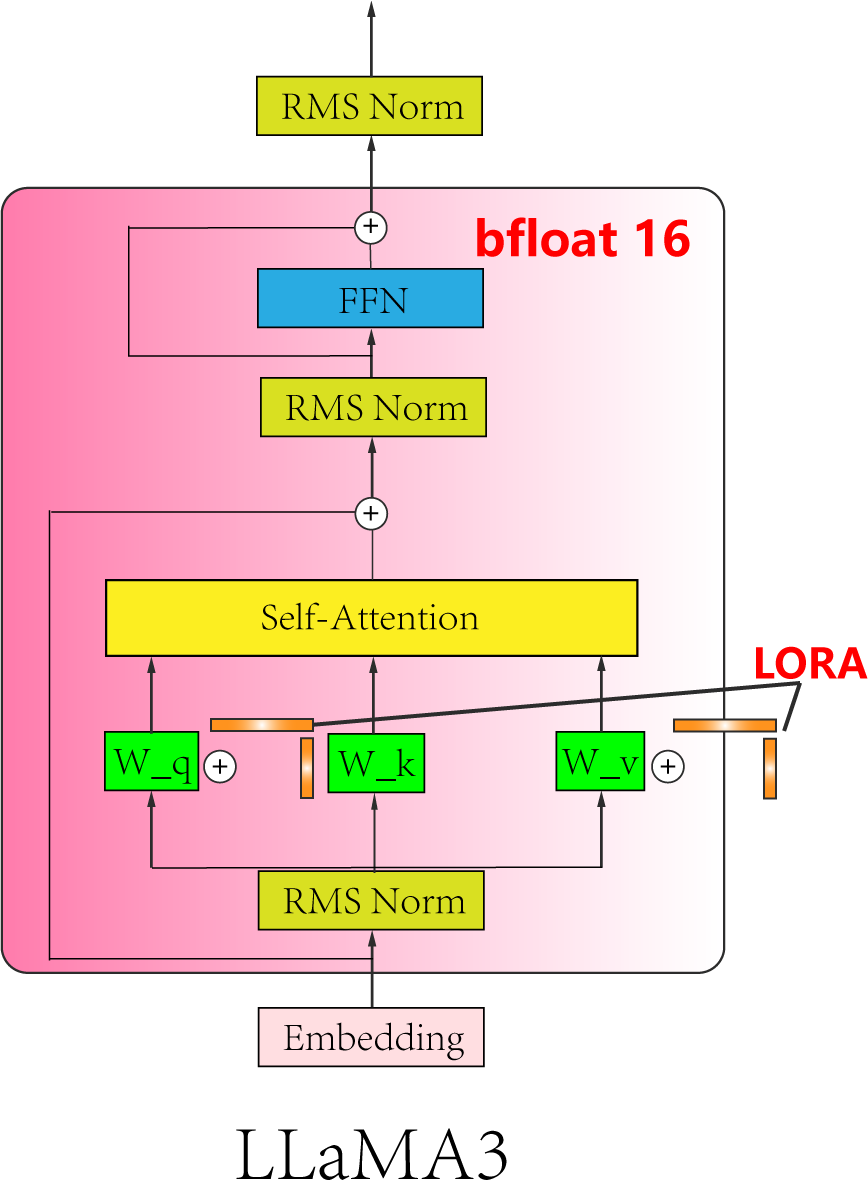 RMS Norm
+
bfloat 16
FFN
RMS Norm
+
Self-Attention
LORA
W_q
+
W_k
W_v
+
RMS Norm
Embedding
LLaMA3